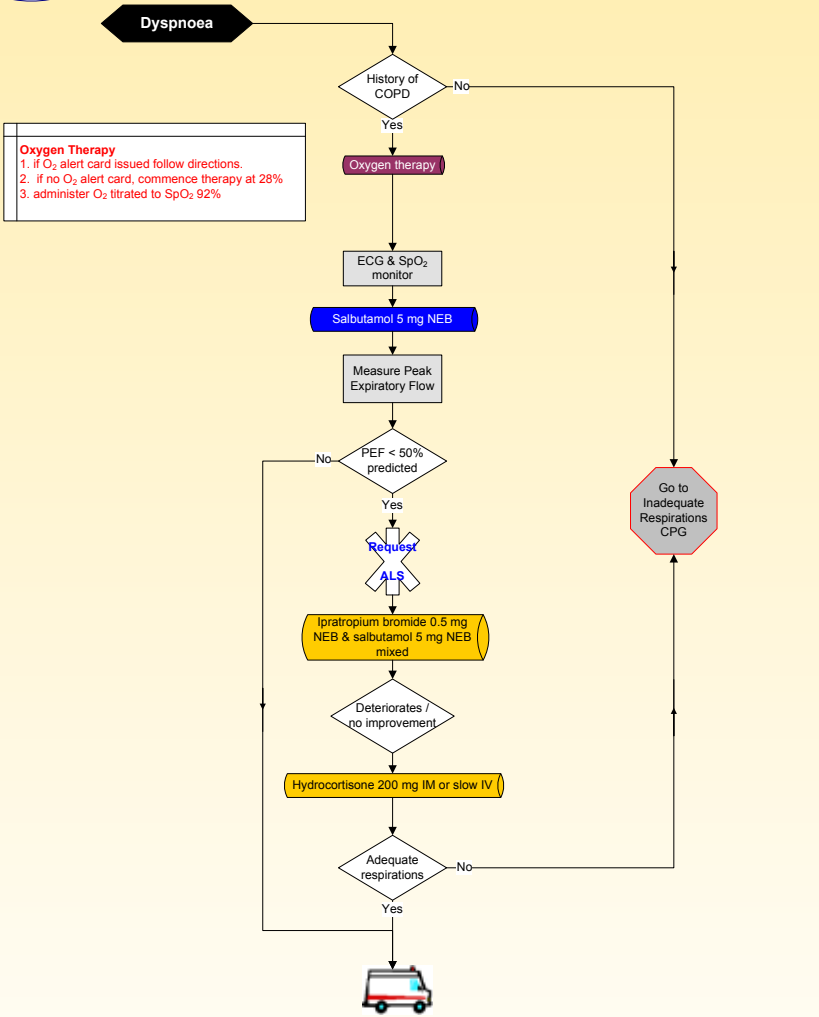 Dyspnoea
History of
COPD
No
Yes
Oxygen Therapy
1. if O₂ alert card issued follow directions.
2. if no O₂ alert card, commence therapy at 28%
3. administer O₂ titrated to SpO₂ 92%
Oxygen therapy
ECG & SpO₂
monitor
Salbutamol 5 mg NEB
Measure Peak
Expiratory Flow
PEF < 50%
predicted
No
Yes
Go to
Inadequate
Respirations
CPG
Request
ALS
Ipratropium bromide 0.5 mg
NEB & salbutamol 5 mg NEB
mixed
Deteriorates /
no improvement
Hydrocortisone 200 mg IM or slow IV
Adequate
respirations
No
Yes